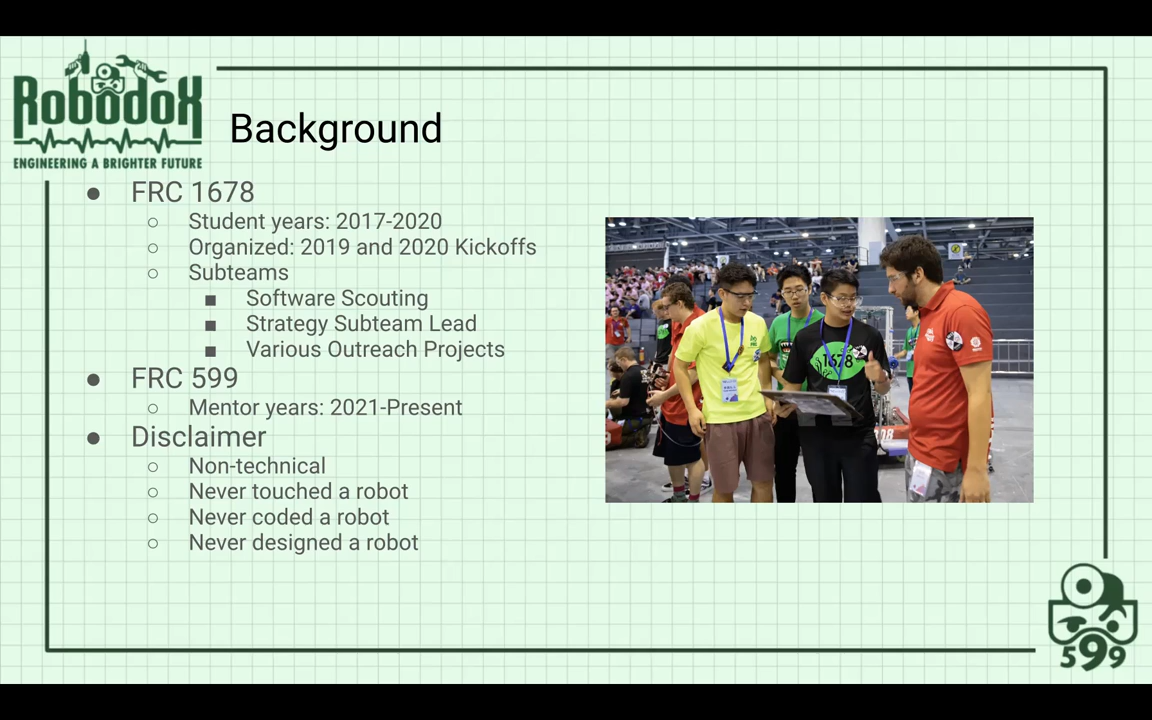 Robodox
ENGINEERING A BRIGHTER FUTURE
Background
● FRC 1678
○ Student years: 2017-2020
○ Organized: 2019 and 2020 Kickoffs
○ Subteams
■ Software Scouting
■ Strategy Subteam Lead
■ Various Outreach Projects
● FRC 599
○ Mentor years: 2021-Present
● Disclaimer
○ Non-technical
○ Never touched a robot
○ Never coded a robot
○ Never designed a robot
1678
599